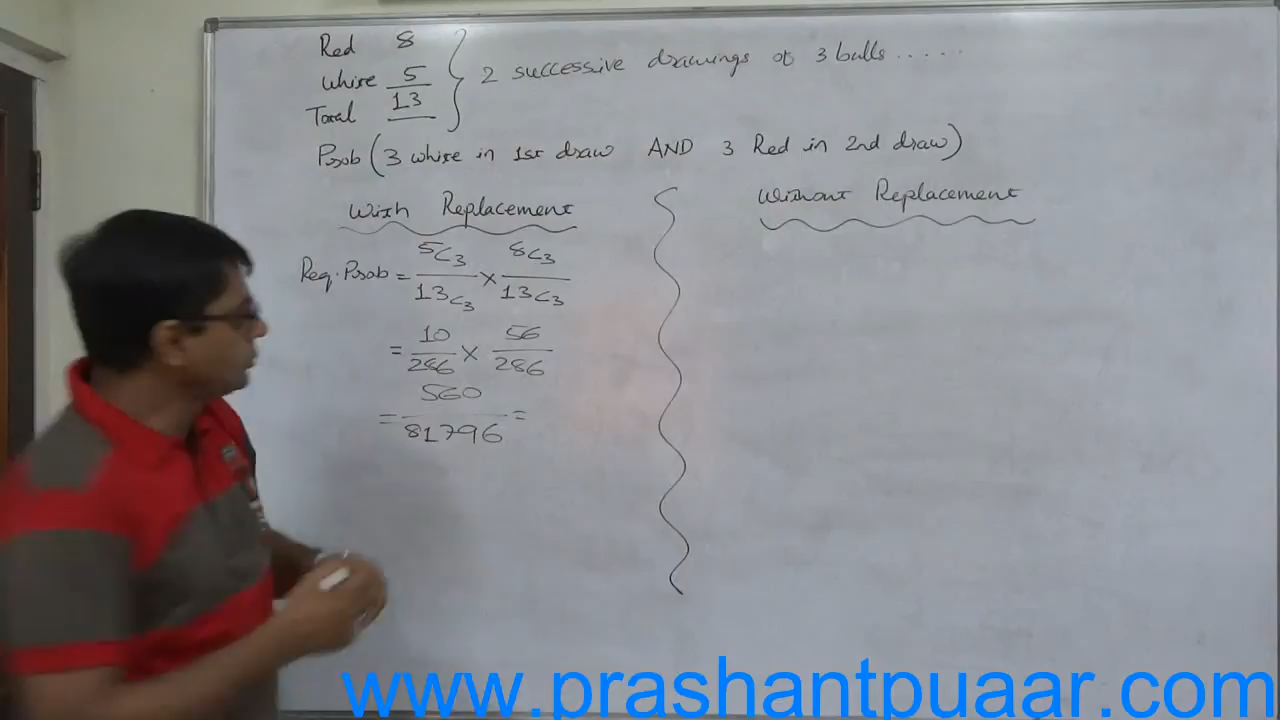 Red 8
White 5
Total 13
2 successive drawings of 3 balls .....
Prob (3 white in 1st draw AND 3 Red in 2nd draw)
With Replacement
Req. Prob = 5C3/13C3 × 8C3/13C3
= 10/286 × 56/286
= 560/81796 =
Without Replacement
www.prashantpuaar.com